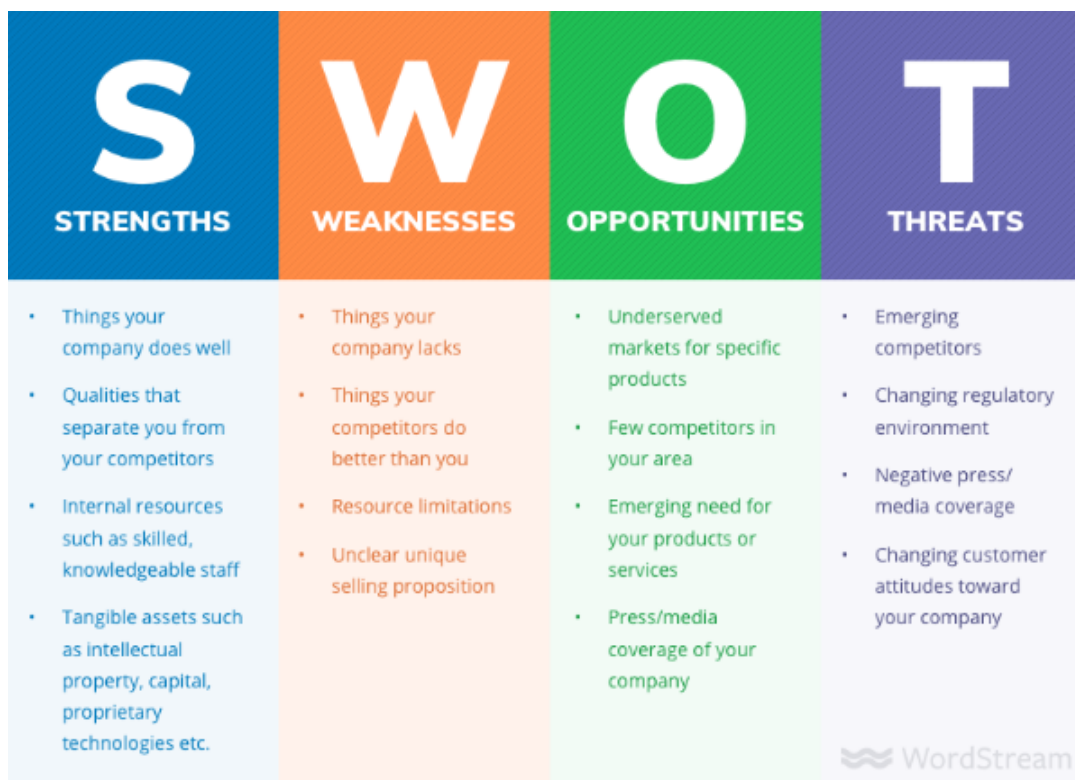 S
STRENGTHS
• Things your
company does well
• Qualities that
separate you from
your competitors
• Internal resources
such as skilled,
knowledgeable staff
• Tangible assets such
as intellectual
property, capital,
proprietary
technologies etc.
W
WEAKNESSES
• Things your
company lacks
• Things your
competitors do
better than you
• Resource limitations
• Unclear unique
selling proposition
O
OPPORTUNITIES
• Underserved
markets for specific
products
• Few competitors in
your area
• Emerging need for
your products or
services
• Press/media
coverage of your
company
T
THREATS
• Emerging
competitors
• Changing regulatory
environment
• Negative press/
media coverage
• Changing customer
attitudes toward
your company
WordStream